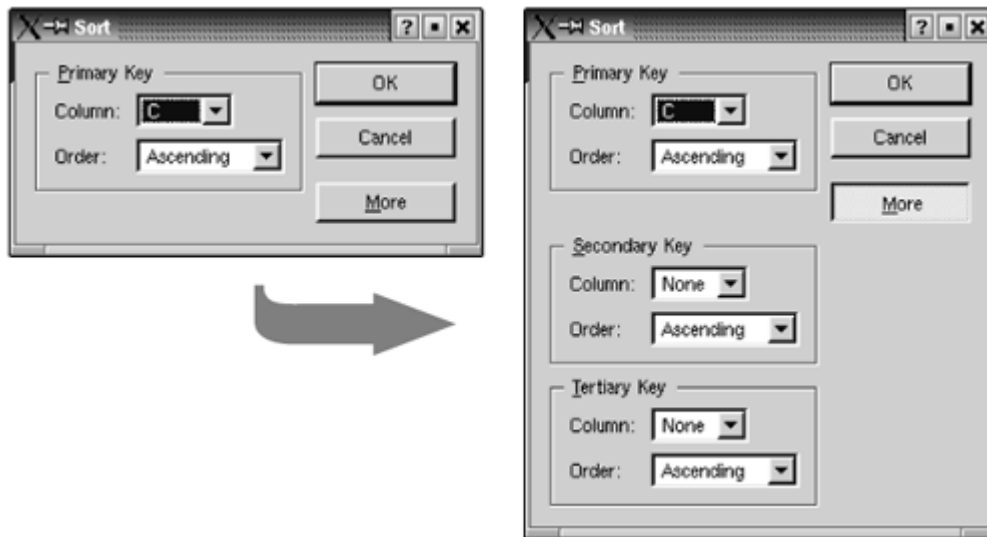 Sort
Primary Key
Column: C
Order: Ascending
OK
Cancel
More
Sort
Primary Key
Column: C
Order: Ascending
OK
Cancel
More
Secondary Key
Column: None
Order: Ascending
Tertiary Key
Column: None
Order: Ascending